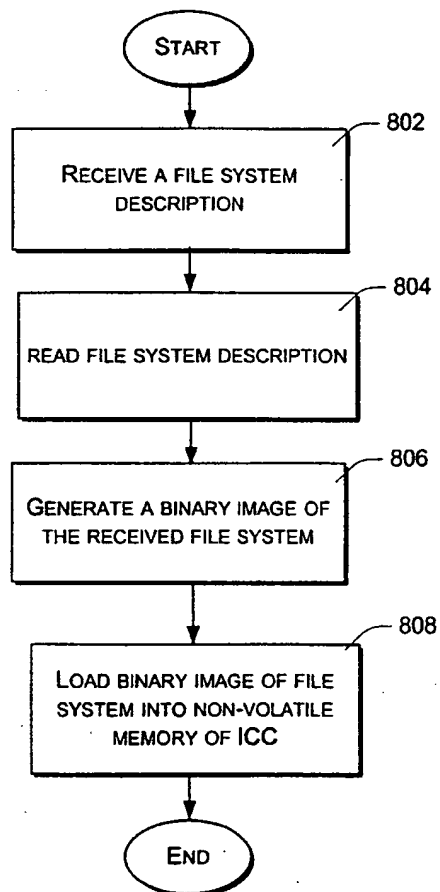 START
802
RECEIVE A FILE SYSTEM
DESCRIPTION
804
READ FILE SYSTEM DESCRIPTION
806
GENERATE A BINARY IMAGE OF
THE RECEIVED FILE SYSTEM
808
LOAD BINARY IMAGE OF FILE
SYSTEM INTO NON-VOLATILE
MEMORY OF ICC
END